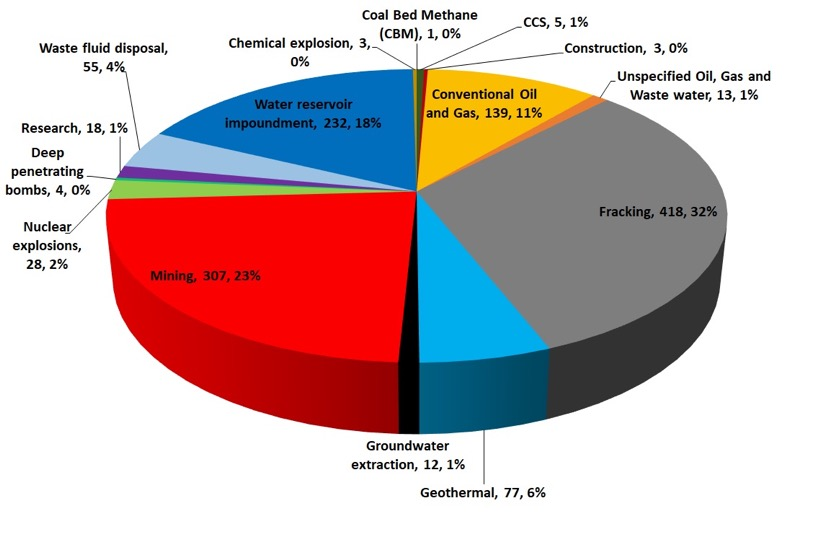 Coal Bed Methane
(CBM), 1, 0%
CCS, 5, 1%
Construction, 3, 0%
Unspecified Oil, Gas and
Waste water, 13, 1%
Conventional Oil
and Gas, 139, 11%
Fracking, 418, 32%
Geothermal, 77, 6%
Groundwater
extraction, 12, 1%
Mining, 307, 23%
Nuclear
explosions,
28, 2%
Deep
penetrating
bombs, 4, 0%
Research, 18, 1%
Waste fluid disposal,
55, 4%
Water reservoir
impoundment, 232, 18%
Chemical explosion, 3,
0%